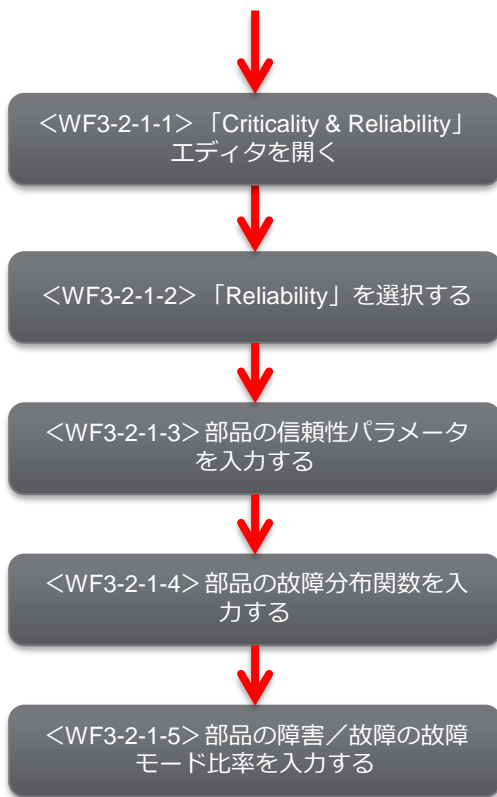 <WF3-2-1-1>「Criticality & Reliability」
エディタを開く
<WF3-2-1-2>「Reliability」を選択する
<WF3-2-1-3>部品の信頼性パラメータ
を入力する
<WF3-2-1-4>部品の故障分布関数を入
力する
<WF3-2-1-5>部品の障害／故障の故障
モード比率を入力する